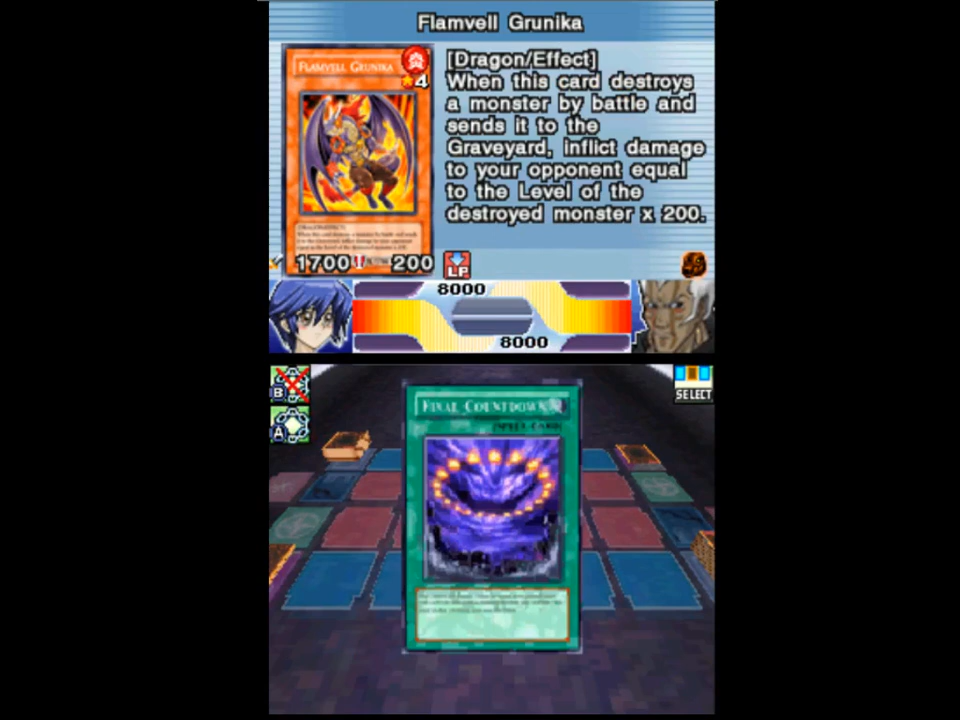 Flamvell Grunika
FLAMVELL GRUNIKA
4
[Dragon/Effect]
When this card destroys
a monster by battle and
sends it to the
Graveyard, inflict damage
to your opponent equal
to the Level of the
destroyed monster x 200.
1700 200
LP
8000
8000
B
A
SELECT
FINAL COUNTDOWN
[SPELL CARD]